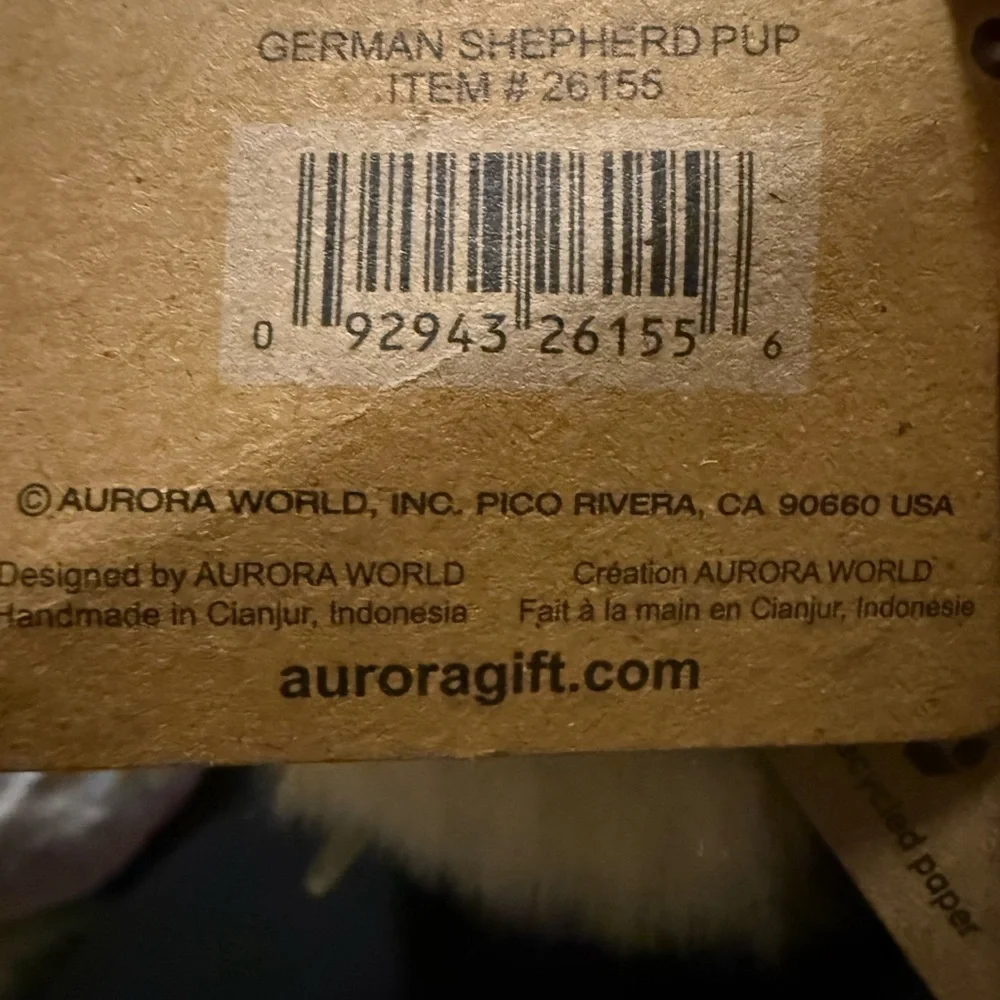 GERMAN SHEPHERD PUP
ITEM # 26155
0 92943 26155 6
© AURORA WORLD, INC. PICO RIVERA, CA 90660 USA
Designed by AURORA WORLD
Handmade in Cianjur, Indonesia
Création AURORA WORLD
Fait à la main en Cianjur, Indonesie
auroragift.com
recycled paper